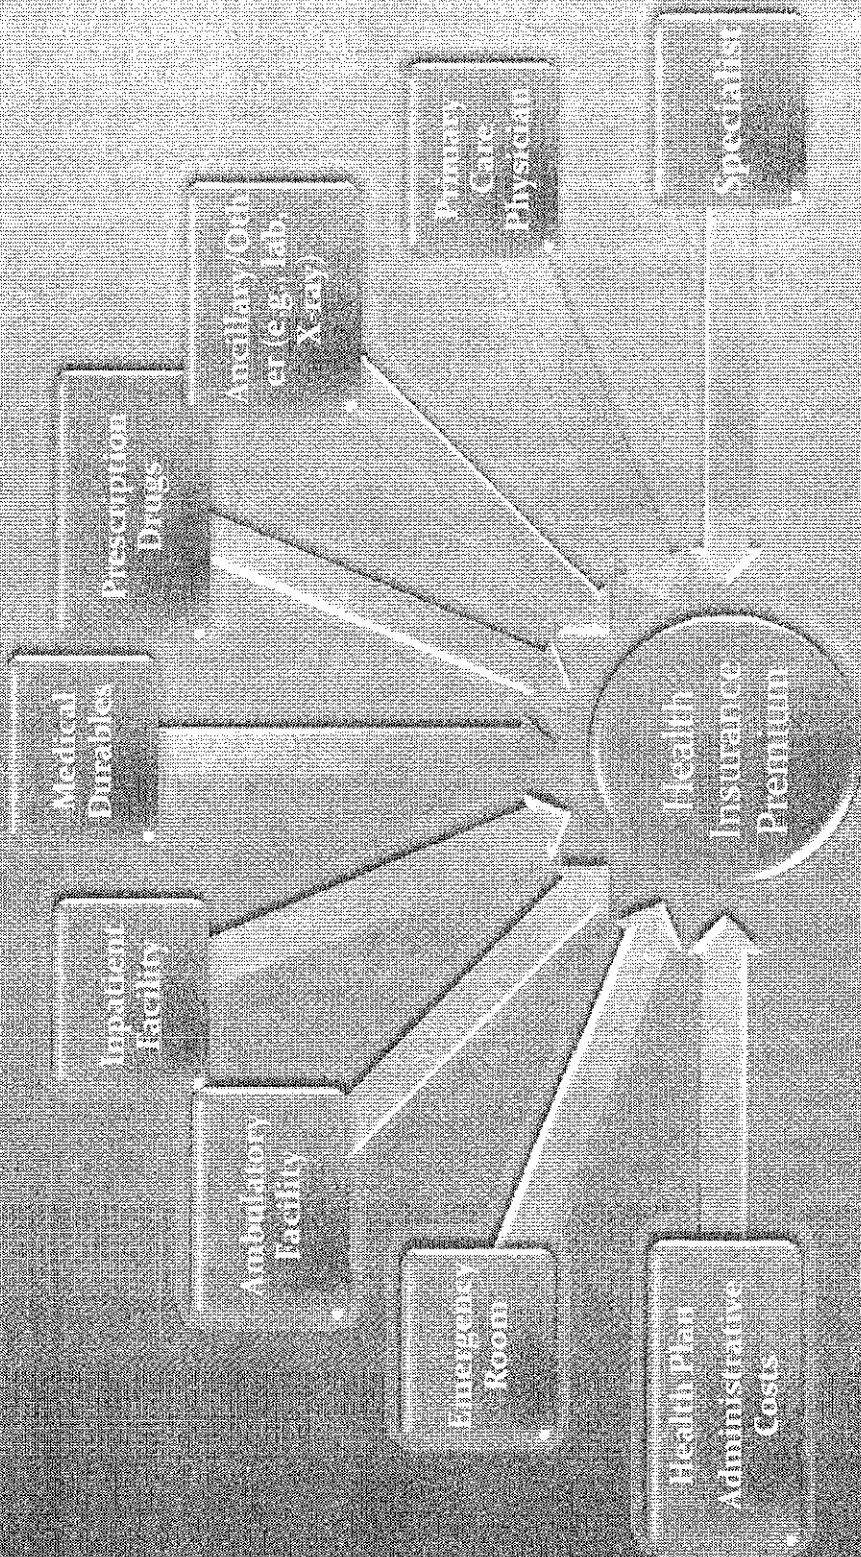 Health Plan
Administrative
Costs
Emergency
Room
Ambulatory
Facility
Inpatient
Facility
Medical
Durables
Prescription
Drugs
Ancillary/Oth
er (e.g., lab,
X-ray)
Primary
Care
Physician
Specialist
Health
Insurance
Premium